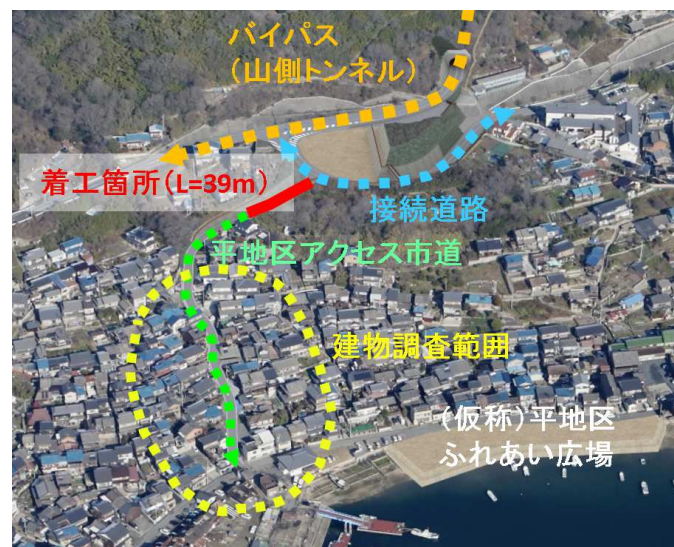 バイパス
（山側トンネル）
着工箇所（L=39m）
接続道路
平地区アクセス市道
建物調査範囲
（仮称）平地区
ふれあい広場